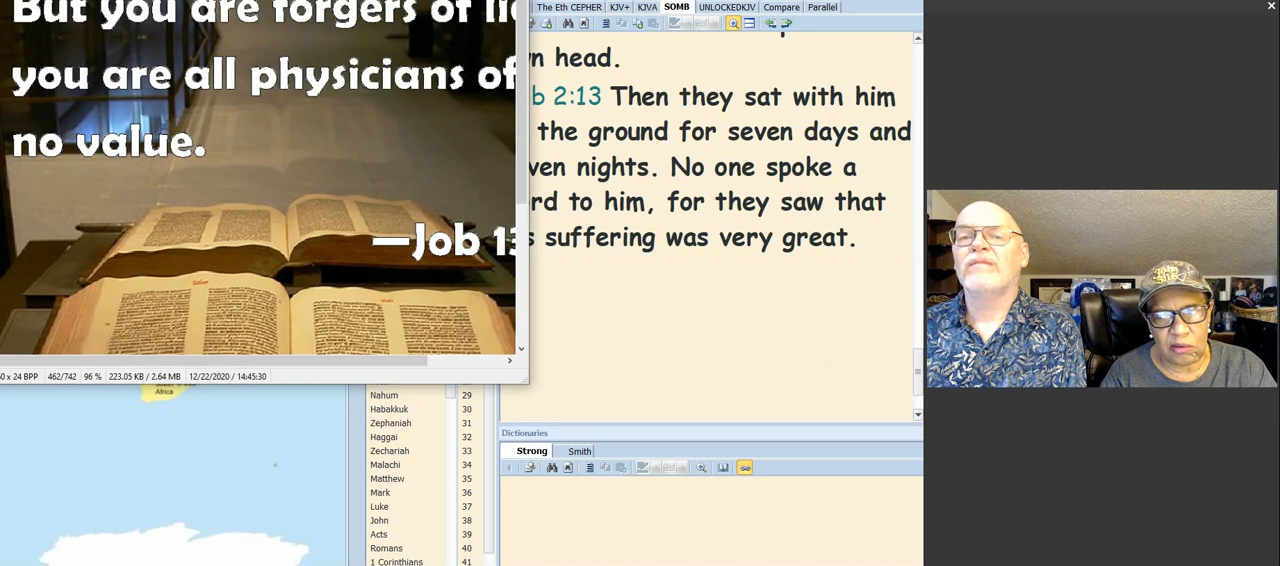 But you are forgers of
you are all physicians of
no value.
—Job 13
x 24 BPP 462/742 96 % 223.05 KB / 2.64 MB 12/22/2020 / 14:45:30
The Eth CEPHER KJV+ KJVA SOMB UNLOCKEDKJV Compare Parallel
n head.
b 2:13 Then they sat with him
the ground for seven days and
ven nights. No one spoke a
rd to him, for they saw that
s suffering was very great.
Africa
29
Nahum
Habakkuk 30
Zephaniah 31
Haggai 32
Zechariah 33
Malachi 34
Matthew 35
Mark 36
Luke 37
John 38
Acts 39
Romans 40
1 Corinthians 41
Dictionaries
Strong Smith